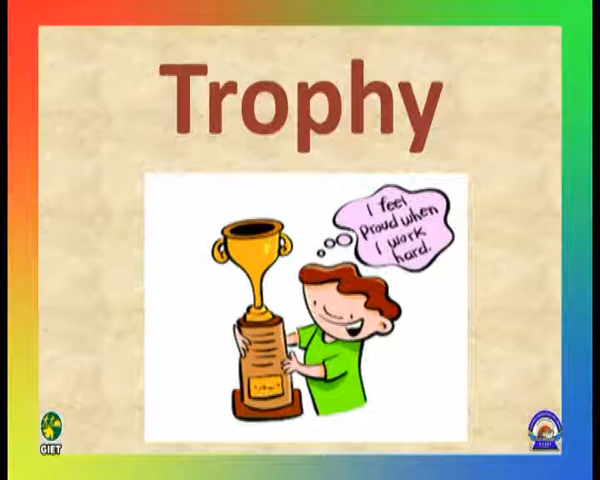 Trophy
I feel
proud when
I work
hard.
GIET